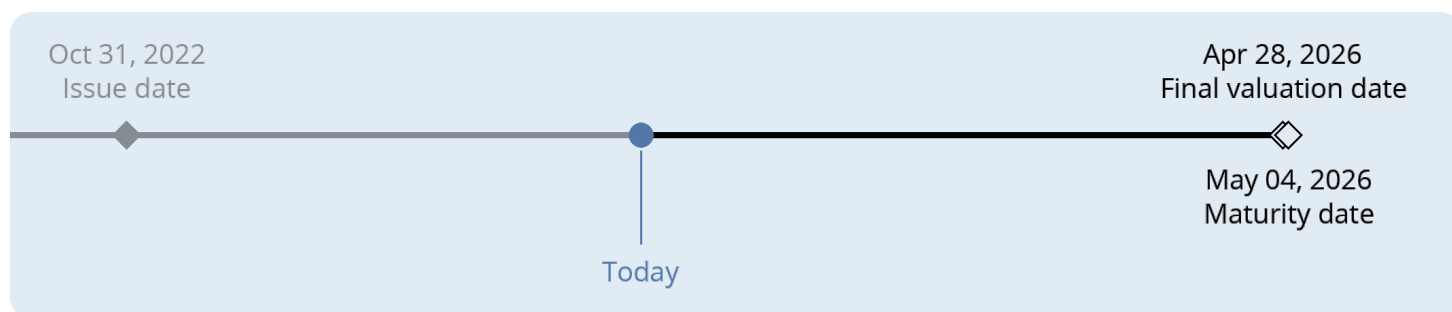 Oct 31, 2022
Issue date
Apr 28, 2026
Final valuation date
May 04, 2026
Maturity date
Today